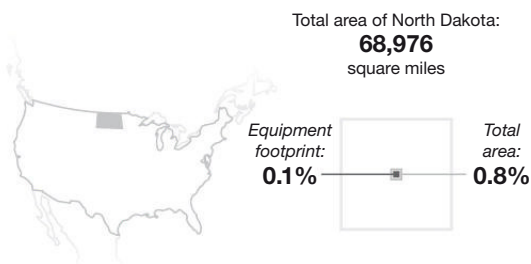 Total area of North Dakota:
68,976
square miles
Equipment
footprint:
0.1%
Total
area:
0.8%